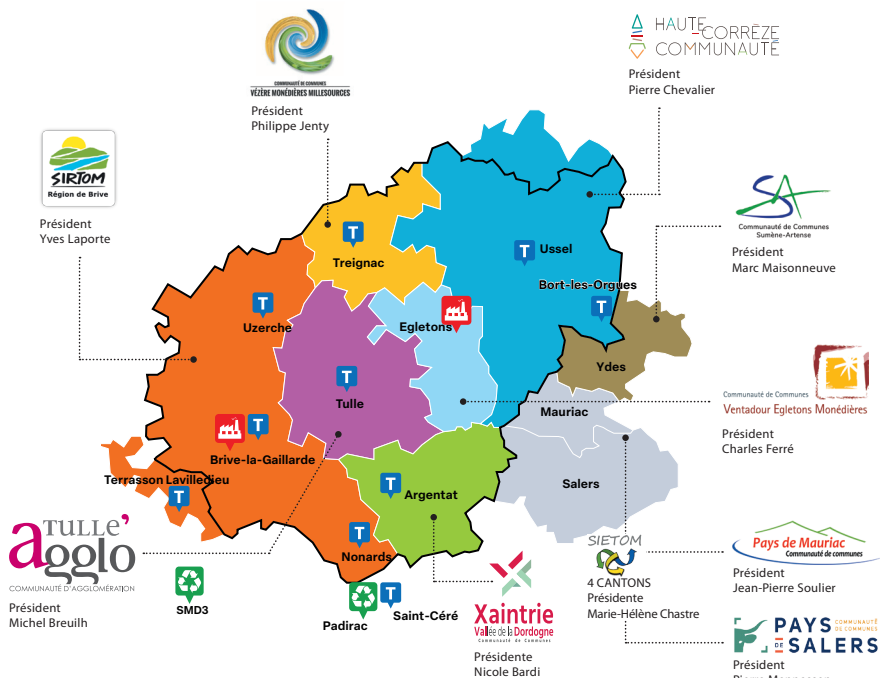 COMMUNAUTÉ DE COMMUNES
VÉZÈRE MONÉDIÈRES MILLESOURCES
Président
Philippe Jenty
HAUTE
CORRÈZE
COMMUNAUTÉ
Président
Pierre Chevalier
SIRTOM
Région de Brive
Président
Yves Laporte
SA
Communauté de Communes
Sumène-Artense
Président
Marc Maisonneuve
T
Treignac
T
Ussel
Bort-les-Orgues
T
T
Uzerche
Egletons
Ydes
T
Tulle
Mauriac
Communauté de Communes
Ventadour Egletons Monédières
Président
Charles Ferré
T
Brive-la-Gaillarde
Terrasson Lavilledieu
T
T
Argentat
Salers
T
Nonards
TULLE'
agglo
COMMUNAUTÉ D'AGGLOMÉRATION
Président
Michel Breuilh
SMD3
Padirac
T
Saint-Céré
Xaintrie
Vallée de la Dordogne
Communauté de Communes
Présidente
Nicole Bardi
SIETOM
4 CANTONS
Présidente
Marie-Hélène Chastre
Pays de Mauriac
Communauté de communes
Président
Jean-Pierre Soulier
PAYS
COMMUNAUTÉ
DE COMMUNES
DE
SALERS
Président